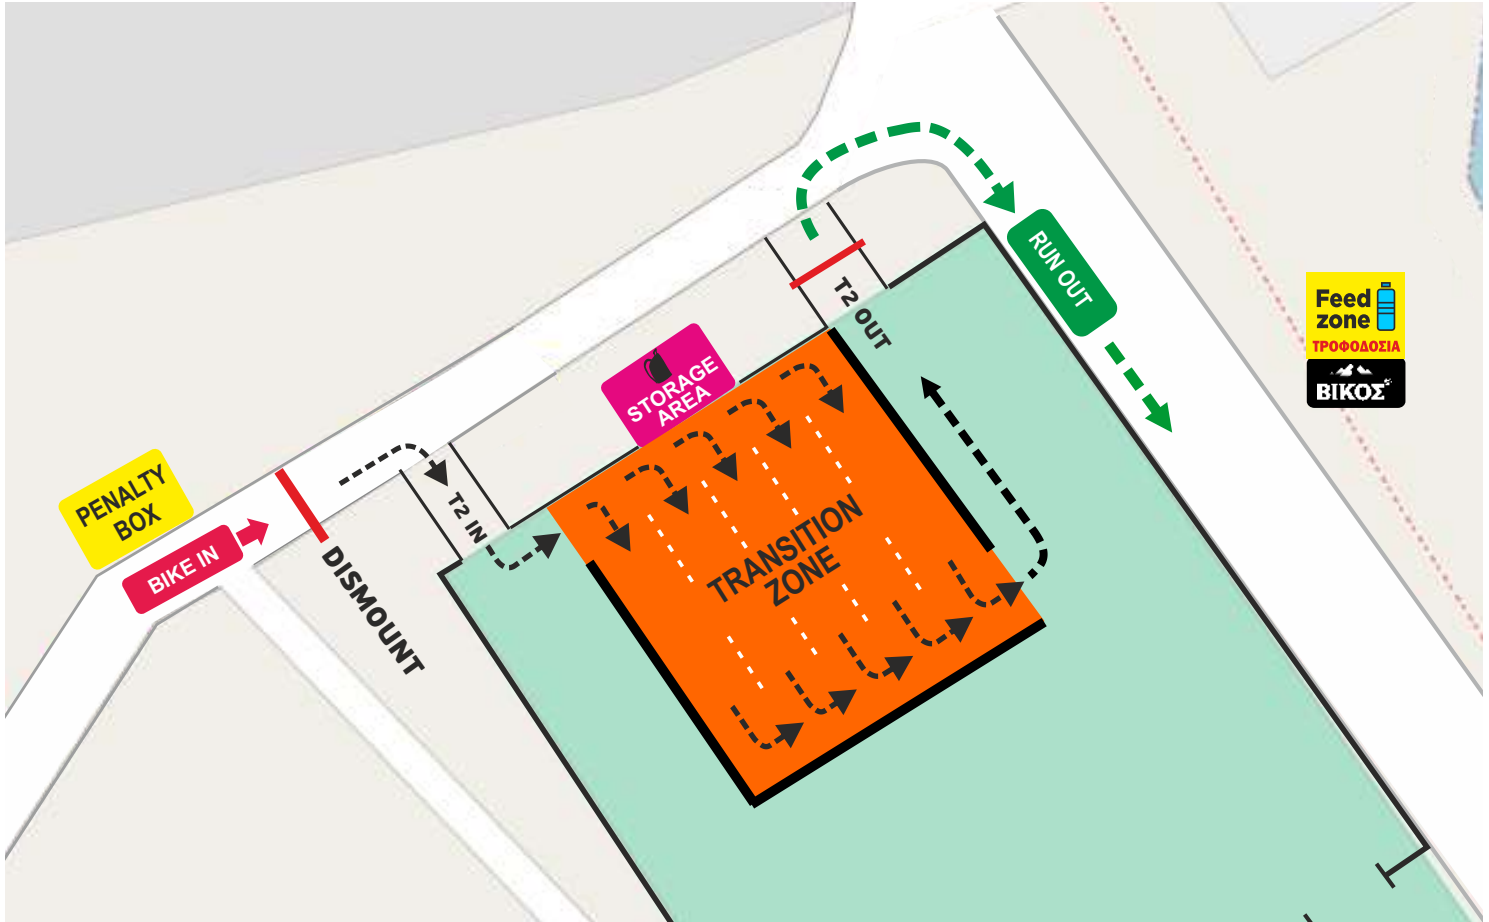 PENALTY
BOX
BIKE IN
DISMOUNT
T2 IN
STORAGE
AREA
T2 OUT
RUN OUT
TRANSITION
ZONE
Feed
zone
ΤΡΟΦΟΔΟΣΙΑ
ΒΙΚΟΣ